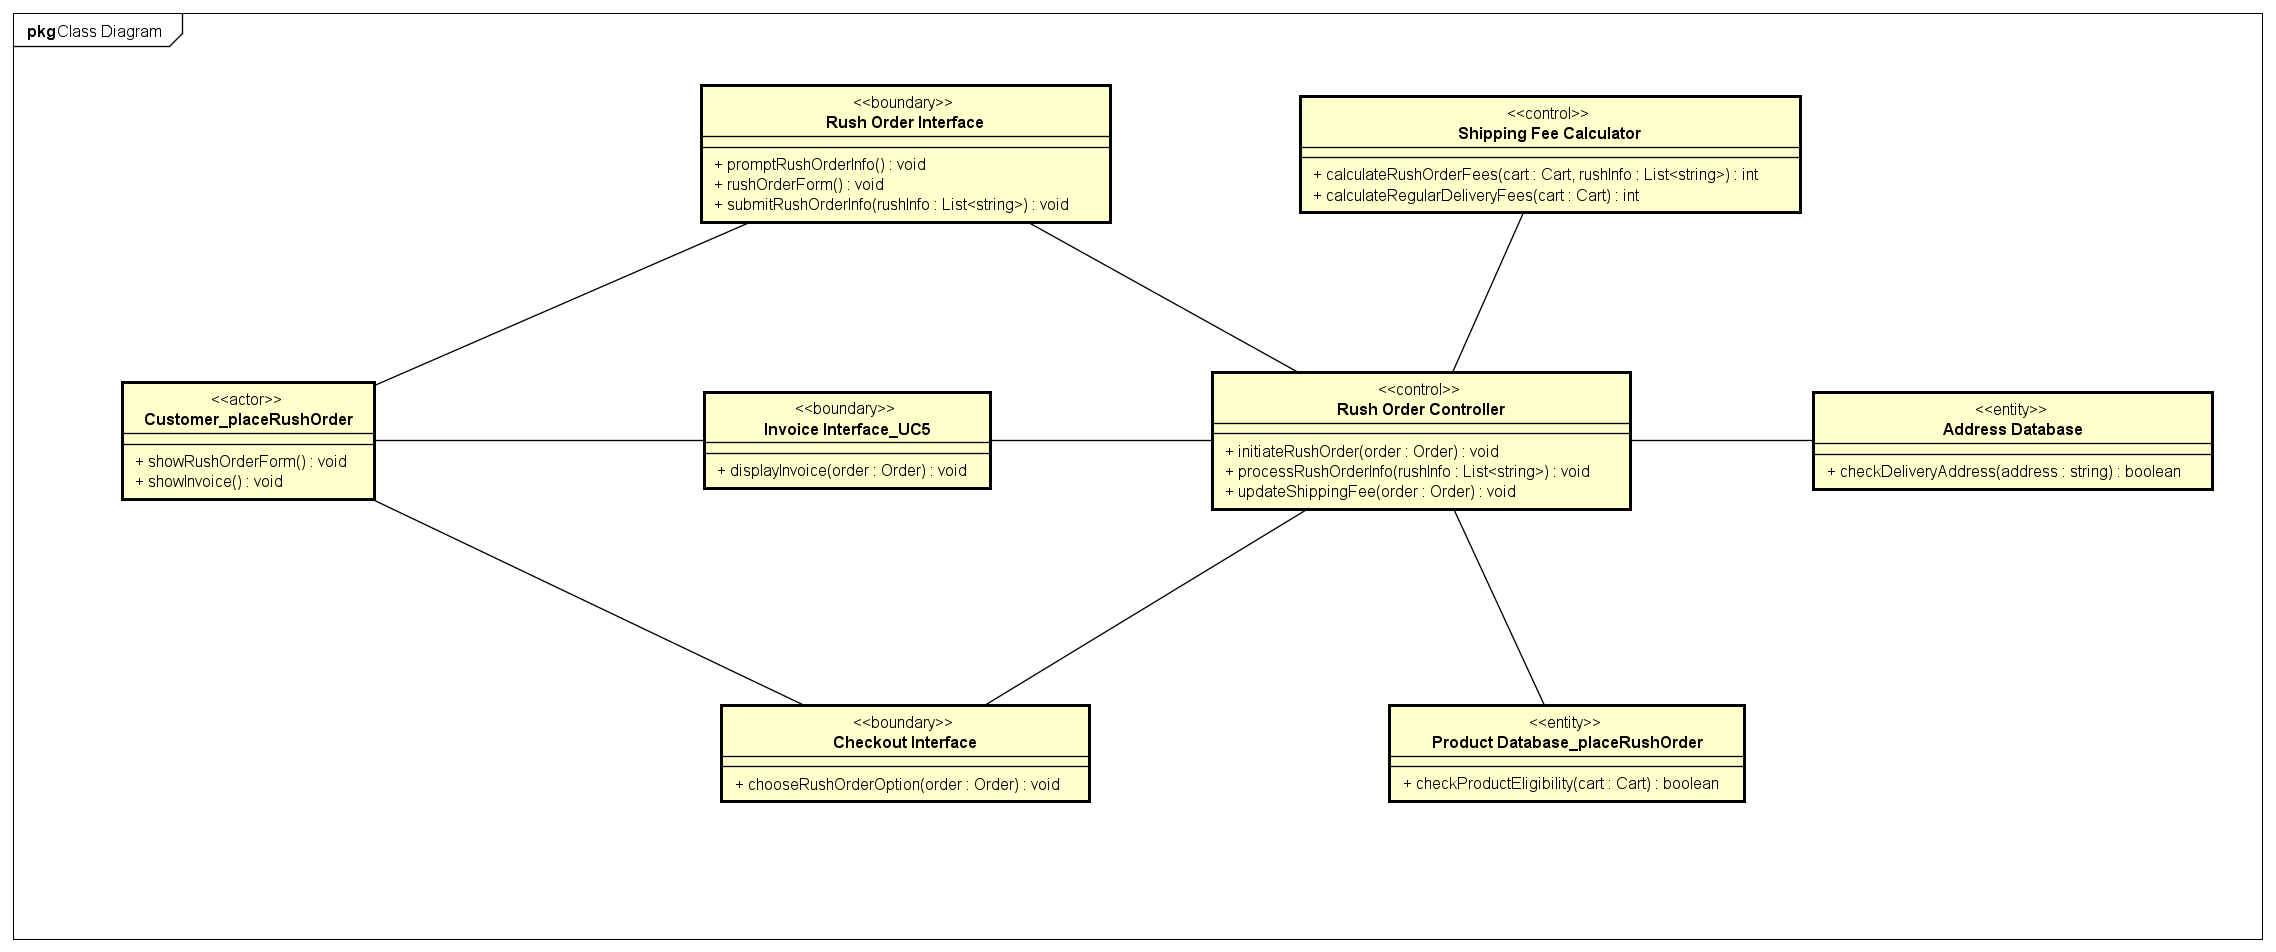 pkg Class Diagram
<<boundary>>
Rush Order Interface
+ promptRushOrderInfo() : void
+ rushOrderForm() : void
+ submitRushOrderInfo(rushInfo : List<string>) : void
<<control>>
Shipping Fee Calculator
+ calculateRushOrderFees(cart : Cart, rushInfo : List<string>) : int
+ calculateRegularDeliveryFees(cart : Cart) : int
<<actor>>
Customer_placeRushOrder
+ showRushOrderForm() : void
+ showInvoice() : void
<<boundary>>
Invoice Interface_UC5
+ displayInvoice(order : Order) : void
<<control>>
Rush Order Controller
+ initiateRushOrder(order : Order) : void
+ processRushOrderInfo(rushInfo : List<string>) : void
+ updateShippingFee(order : Order) : void
<<entity>>
Address Database
+ checkDeliveryAddress(address : string) : boolean
<<boundary>>
Checkout Interface
+ chooseRushOrderOption(order : Order) : void
<<entity>>
Product Database_placeRushOrder
+ checkProductEligibility(cart : Cart) : boolean